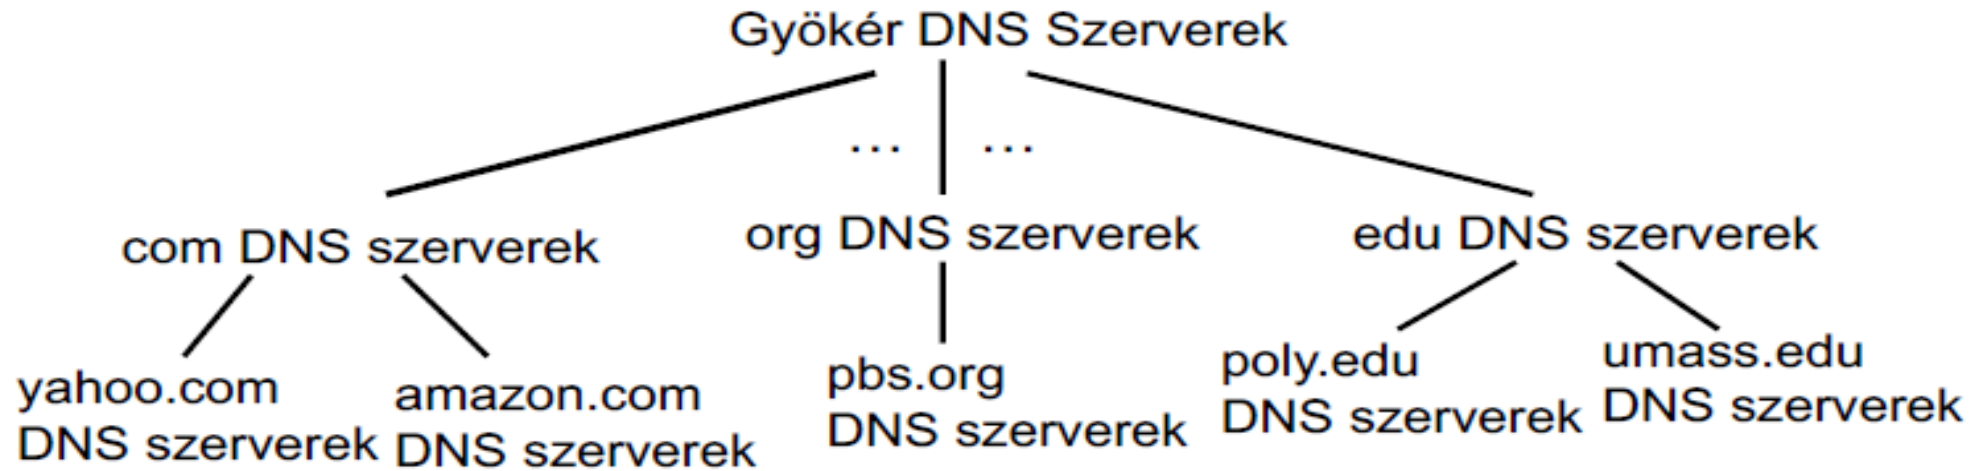 Gyökér DNS Szerverek
... ...
com DNS szerverek
org DNS szerverek
edu DNS szerverek
yahoo.com
DNS szerverek
amazon.com
DNS szerverek
pbs.org
DNS szerverek
poly.edu
DNS szerverek
umass.edu
DNS szerverek